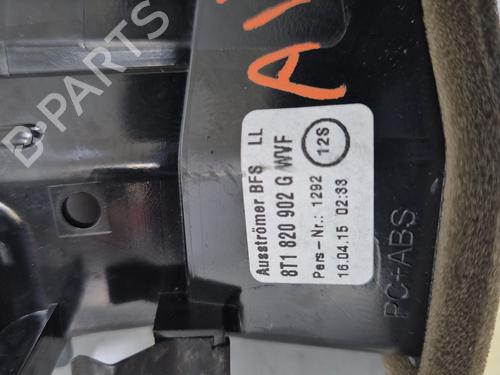 Ausströmer BFS LL
8T1 820 902 G WVF
Pers-Nr.: 1292
16.04.15 02:33
12S
PC+ABS
B-PARTS
B-PARTS